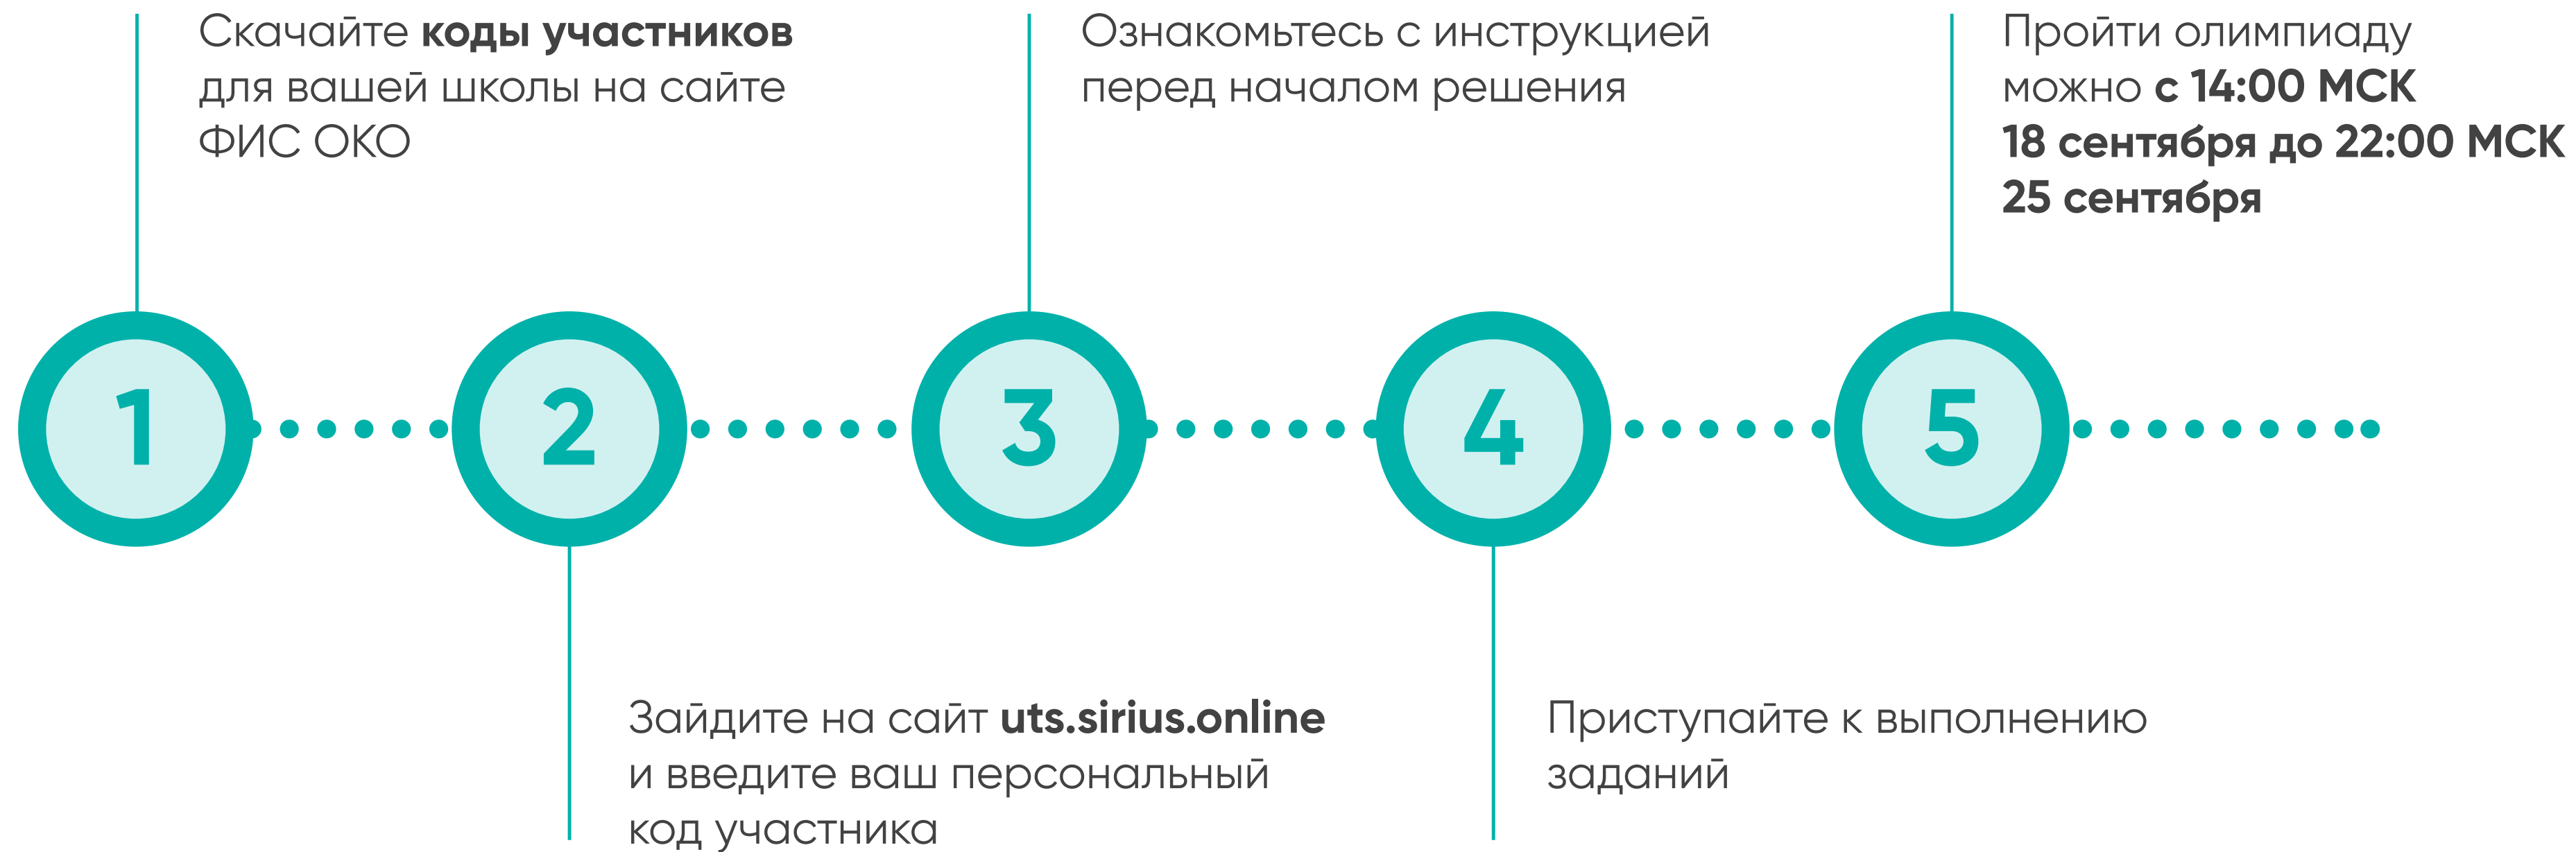 Скачайте коды участников
для вашей школы на сайте
ФИС ОКО
Ознакомьтесь с инструкцией
перед началом решения
Пройти олимпиаду
можно с 14:00 МСК
18 сентября до 22:00 МСК
25 сентября
1
2
3
4
5
Зайдите на сайт uts.sirius.online
и введите ваш персональный
код участника
Приступайте к выполнению
заданий